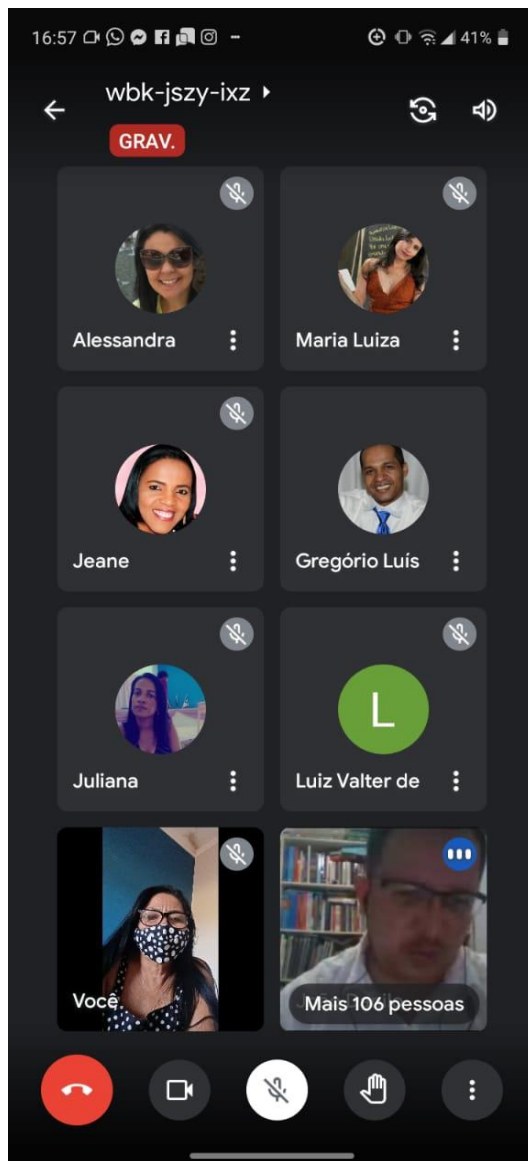 16:57 41%
wbk-jszy-ixz
GRAV.
Alessandra Maria Luiza
Jeane Gregório Luís
Juliana Luiz Valter de
L
Você
Mais 106 pessoas